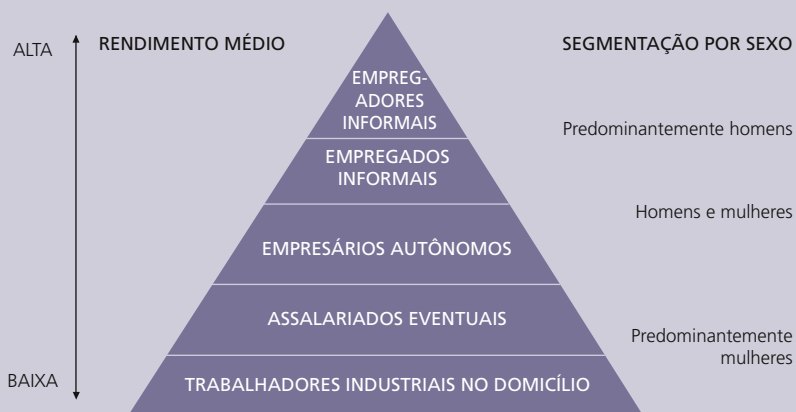 ALTA
RENDIMENTO MÉDIO
SEGMENTAÇÃO POR SEXO
EMPREG-
ADORES
INFORMAIS
Predominantemente homens
EMPREGADOS
INFORMAIS
Homens e mulheres
EMPRESÁRIOS AUTÔNOMOS
ASSALARIADOS EVENTUAIS
Predominantemente
mulheres
BAIXA
TRABALHADORES INDUSTRIAIS NO DOMICÍLIO